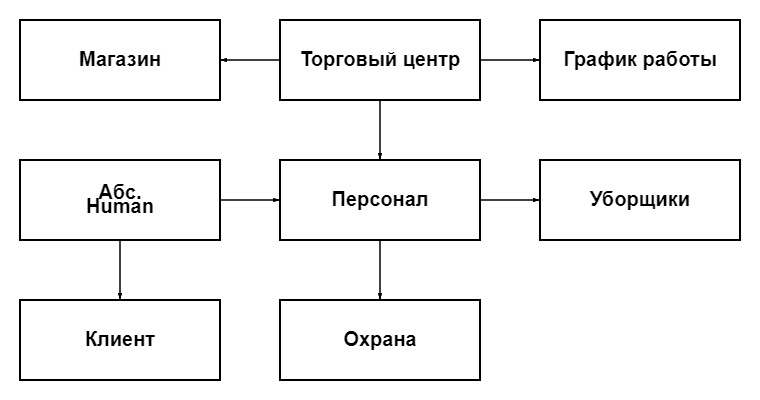 Магазин
Торговый центр
График работы
Абс.
Human
Персонал
Уборщики
Клиент
Охрана